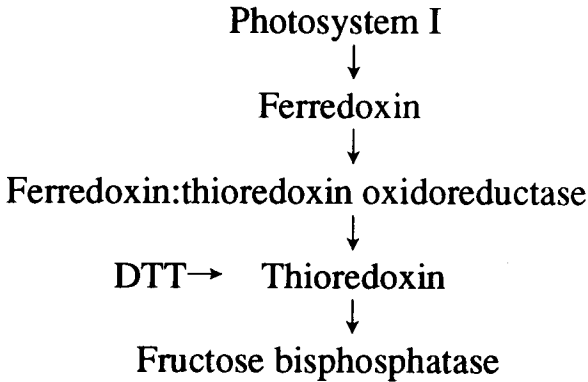 Photosystem I
Ferredoxin
Ferredoxin:thioredoxin oxidoreductase
DTT→ Thioredoxin
Fructose bisphosphatase